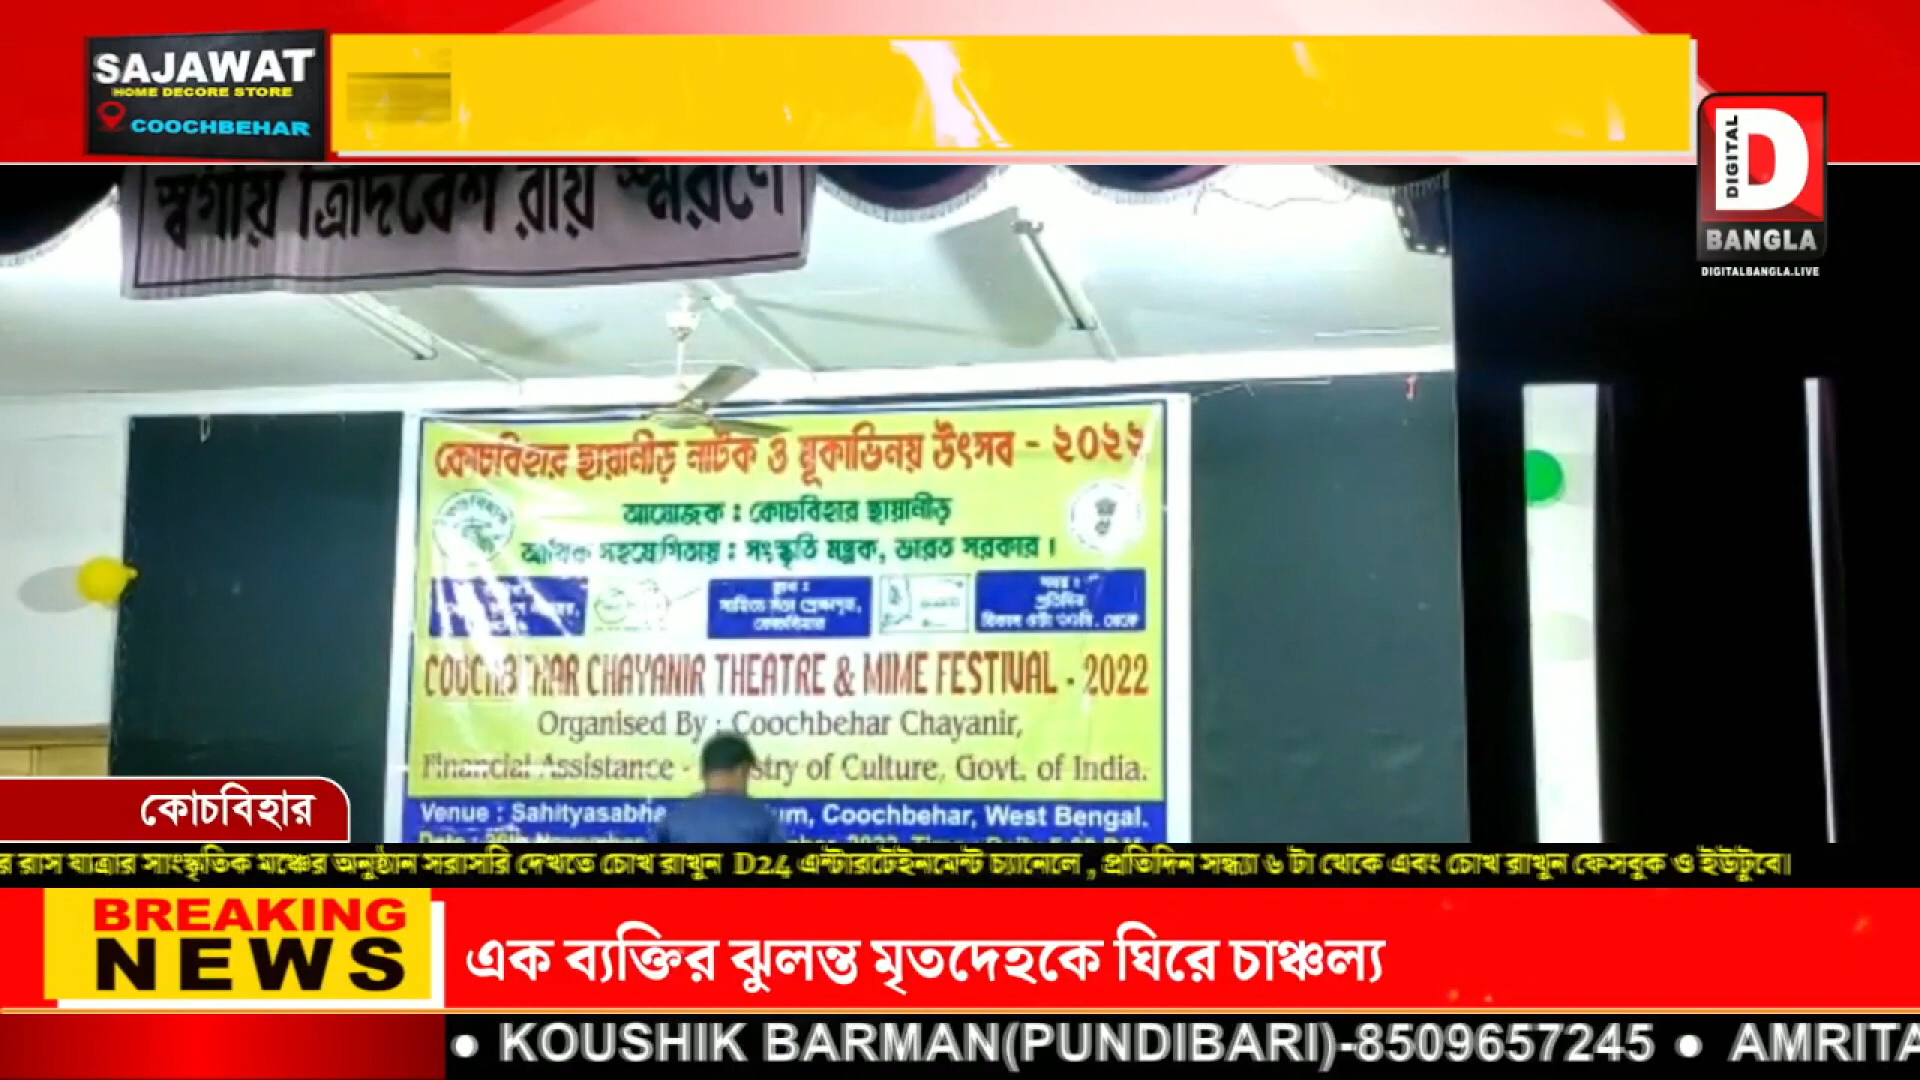 SAJAWAT
HOME DECORE STORE
COOCHBEHAR
DIGITAL
D
BANGLA
DIGITALBANGLA.LIVE
স্বর্গীয় ত্রিদিবেশ রায় স্মরণে
কোচবিহার ছায়ানীড় নাটক ও মূকাভিনয় উৎসব - ২০২২
আয়োজক : কোচবিহার ছায়ানীড়
আর্থিক সহযোগিতায় : সংস্কৃতি মন্ত্রক, ভারত সরকার ।
স্থান :
কোচবিহার
সময় :
প্রতিদিন
থেকে
COOCHBEHAR CHAYANIR THEATRE & MIME FESTIVAL - 2022
Organised By : Coochbehar Chayanir,
Financial Assistance - stry of Culture, Govt. of India.
Venue : Sahityasabha um, Coochbehar, West Bengal.
কোচবিহার
র রাস যাত্রার সাংস্কৃতিক মঞ্চের অনুষ্ঠান সরাসরি দেখতে চোখ রাখুন D24 এন্টারটেইনমেন্ট চ্যানেলে , প্রতিদিন সন্ধ্যা ৬ টা থেকে এবং চোখ রাখুন ফেসবুক ও ইউটুবে।
BREAKING
NEWS
এক ব্যক্তির ঝুলন্ত মৃতদেহকে ঘিরে চাঞ্চল্য
• KOUSHIK BARMAN(PUNDIBARI)-8509657245 • AMRITA